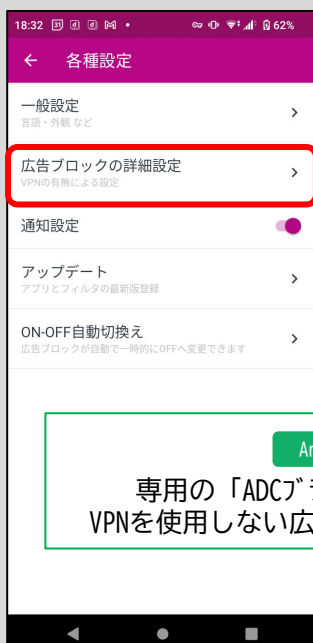 18:32 62%
各種設定
一般設定
言語・外観 など
広告ブロックの詳細設定
VPNの有無による設定
通知設定
アップデート
アプリとフィルタの最新版登録
ON-OFF自動切換え
広告ブロックが自動で一時的にOFFへ変更できます
専用の「ADCﾌﾞ
VPNを使用しない広